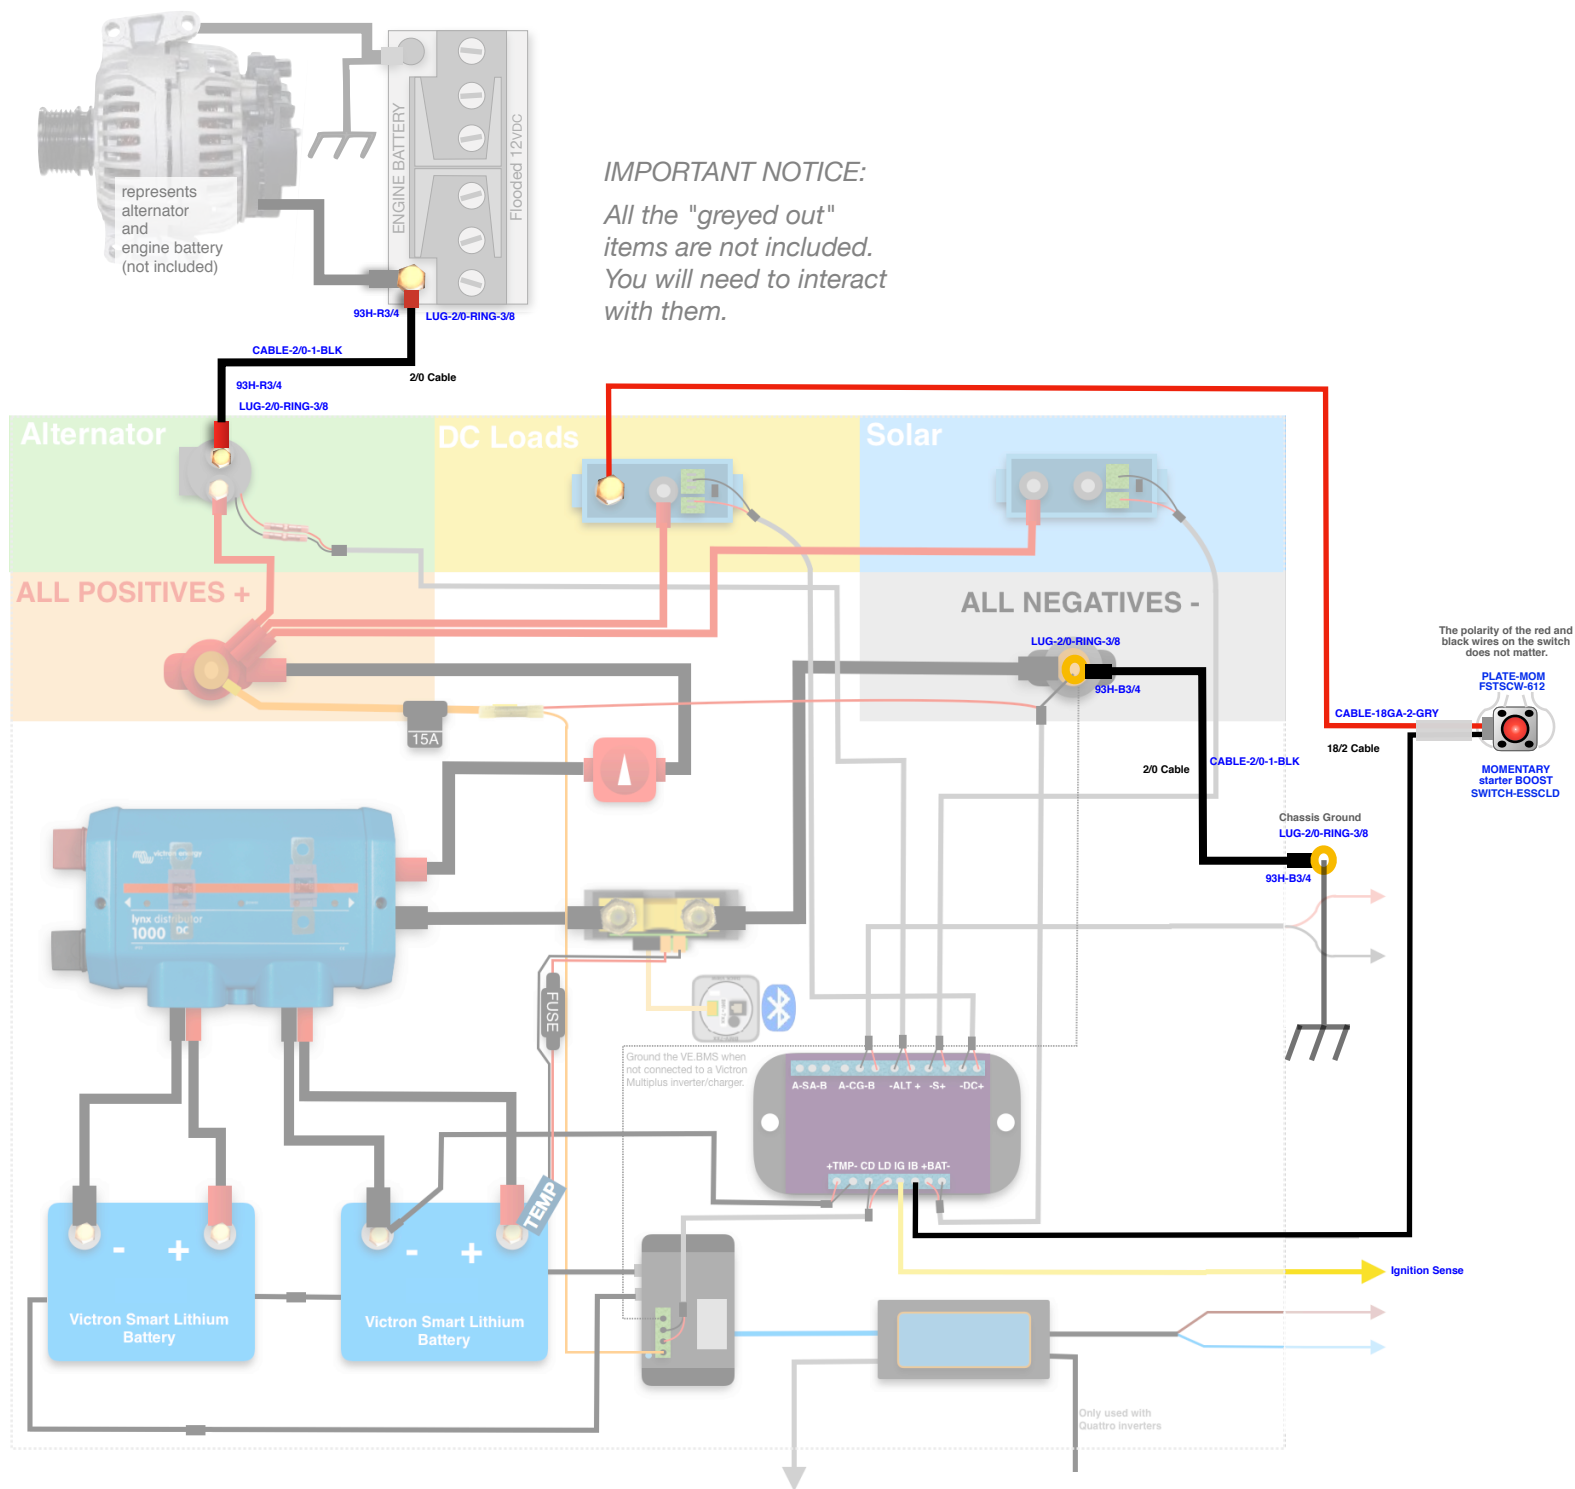 represents
alternator
and
engine battery
(not included)
ENGINE BATTERY
Flooded 12VDC
IMPORTANT NOTICE:
All the "greyed out"
items are not included.
You will need to interact
with them.
93H-R3/4
LUG-2/0-RING-3/8
CABLE-2/0-1-BLK
2/0 Cable
93H-R3/4
LUG-2/0-RING-3/8
Alternator
DC Loads
Solar
ALL POSITIVES +
ALL NEGATIVES -
LUG-2/0-RING-3/8
93H-B3/4
The polarity of the red and
black wires on the switch
does not matter.
PLATE-MOM
FSTSCW-612
CABLE-18GA-2-GRY
18/2 Cable
MOMENTARY
starter BOOST
SWITCH-ESSCLD
15A
2/0 Cable
CABLE-2/0-1-BLK
Chassis Ground
LUG-2/0-RING-3/8
93H-B3/4
victron energy
lynx distributor
1000 DC
FUSE
Ground the VE.BMS when
not connected to a Victron
Multiplus inverter/charger.
A-SA-B A-CG-B -ALT + -S+ -DC+
+TMP- CD LD IG IB +BAT-
TEMP
- +
- +
Victron Smart Lithium
Battery
Victron Smart Lithium
Battery
Ignition Sense
Only used with
Quattro inverters